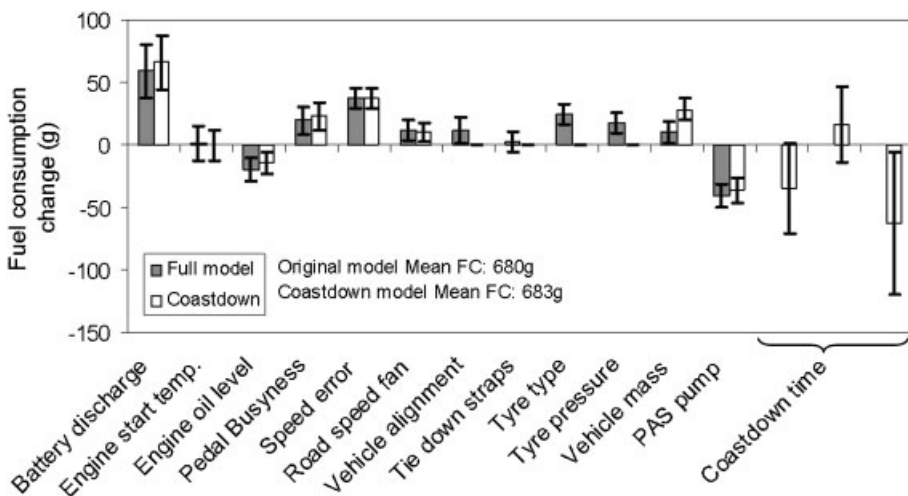 Fuel consumption
change (g)
100
50
0
-50
-100
-150
Full model
Coastdown
Original model Mean FC: 680g
Coastdown model Mean FC: 683g
Battery discharge
Engine start temp.
Engine oil level
Pedal Busyness
Speed error
Road speed fan
Vehicle alignment
Tie down straps
Tyre type
Tyre pressure
Vehicle mass
PAS pump
Coastdown time